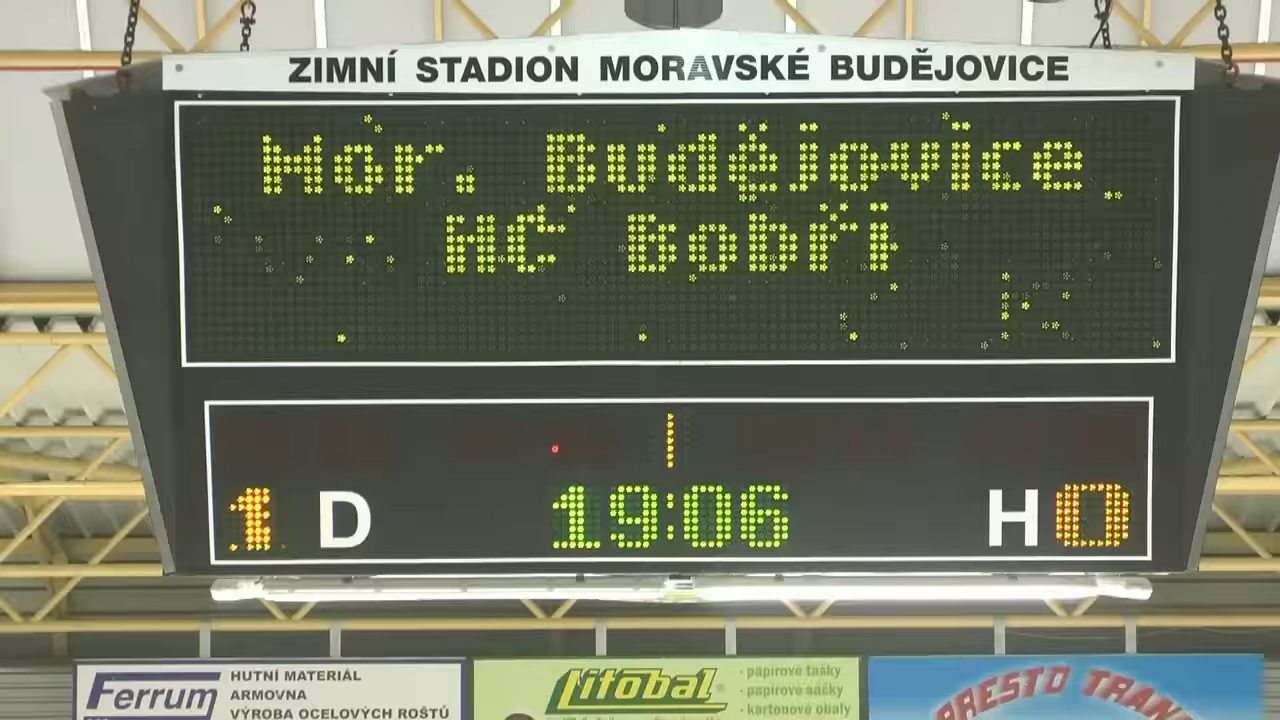 ZIMNÍ STADION MORAVSKÉ BUDĚJOVICE
Mor. Budějovice
HC Bobři
1 D 19:06 H 0
Ferrum
HUTNÍ MATERIÁL
ARMOVNA
VÝROBA OCELOVÝCH ROŠTŮ
Litobal
- papírové tašky
- papírové sáčky
- kartonové obaly
PRESTO TRANS